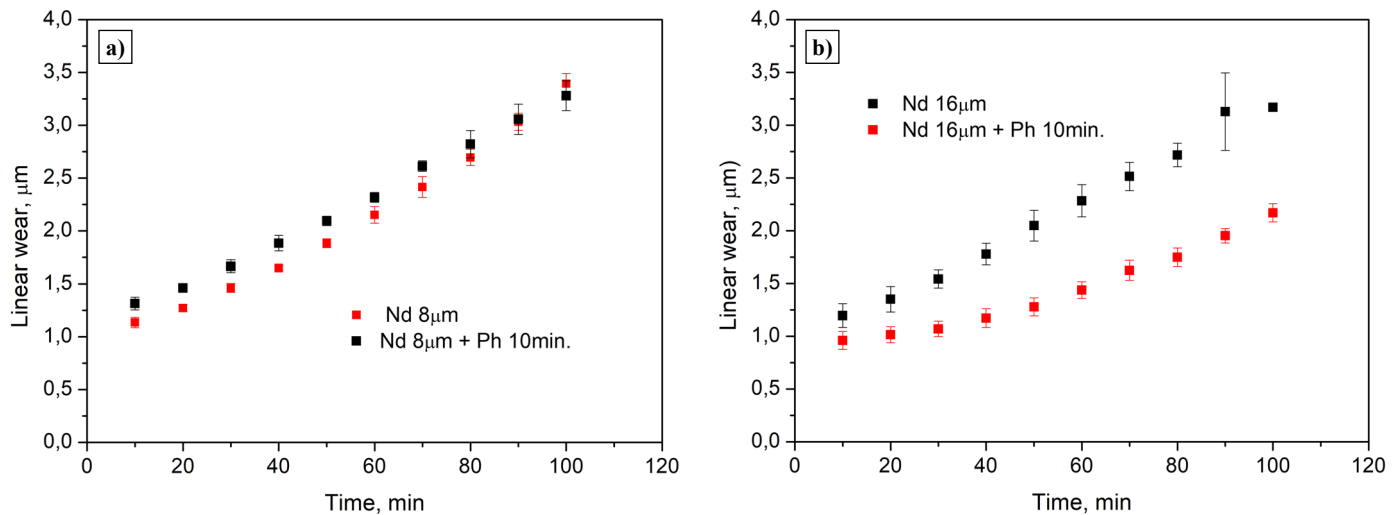 a)
4,0
3,5
3,0
2,5
2,0
1,5
1,0
0,5
0,0
Linear wear, μm
Nd 8μm
Nd 8μm + Ph 10min.
0 20 40 60 80 100 120
Time, min
b)
4,0
3,5
3,0
2,5
2,0
1,5
1,0
0,5
0,0
Linear wear, μm)
Nd 16μm
Nd 16μm + Ph 10min.
0 20 40 60 80 100 120
Time, min